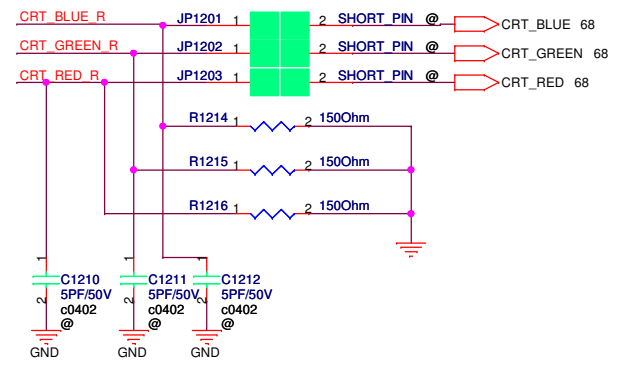 CRT_BLUE_R JP1201 1 2 SHORT_PIN @ CRT_BLUE 68
CRT_GREEN_R JP1202 1 2 SHORT_PIN @ CRT_GREEN 68
CRT_RED_R JP1203 1 2 SHORT_PIN @ CRT_RED 68
R1214 1 2 150Ohm
R1215 1 2 150Ohm
R1216 1 2 150Ohm
1 1 1
C1210 C1211 C1212
2 5PF/50V 2 5PF/50V 2 5PF/50V
c0402 c0402 c0402
@ @ @
GND GND GND